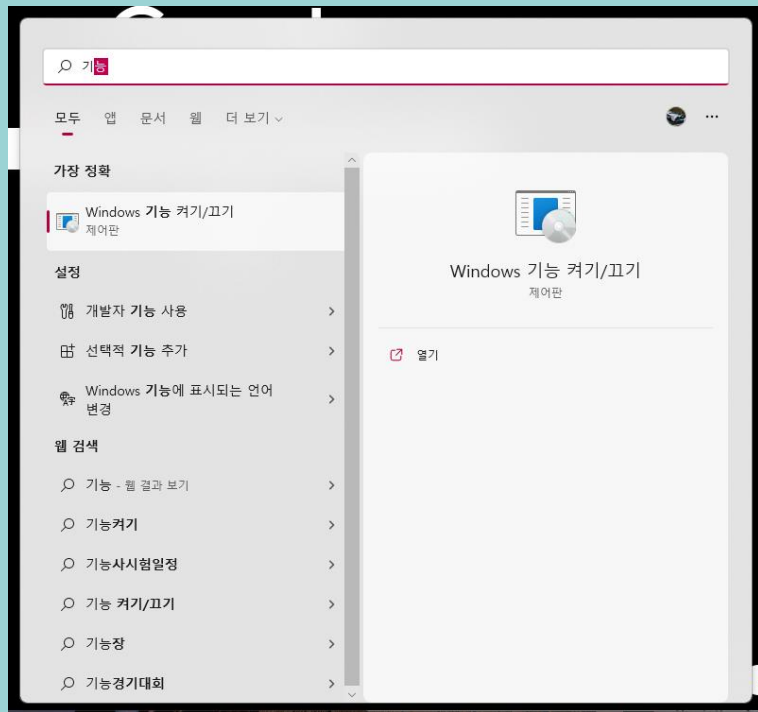 기능
모두 앱 문서 웹 더 보기
가장 정확
Windows 기능 켜기/끄기
제어판
설정
개발자 기능 사용
선택적 기능 추가
Windows 기능에 표시되는 언어
변경
웹 검색
기능 - 웹 결과 보기
기능켜기
기능사시험일정
기능 켜기/끄기
기능장
기능경기대회
Windows 기능 켜기/끄기
제어판
열기